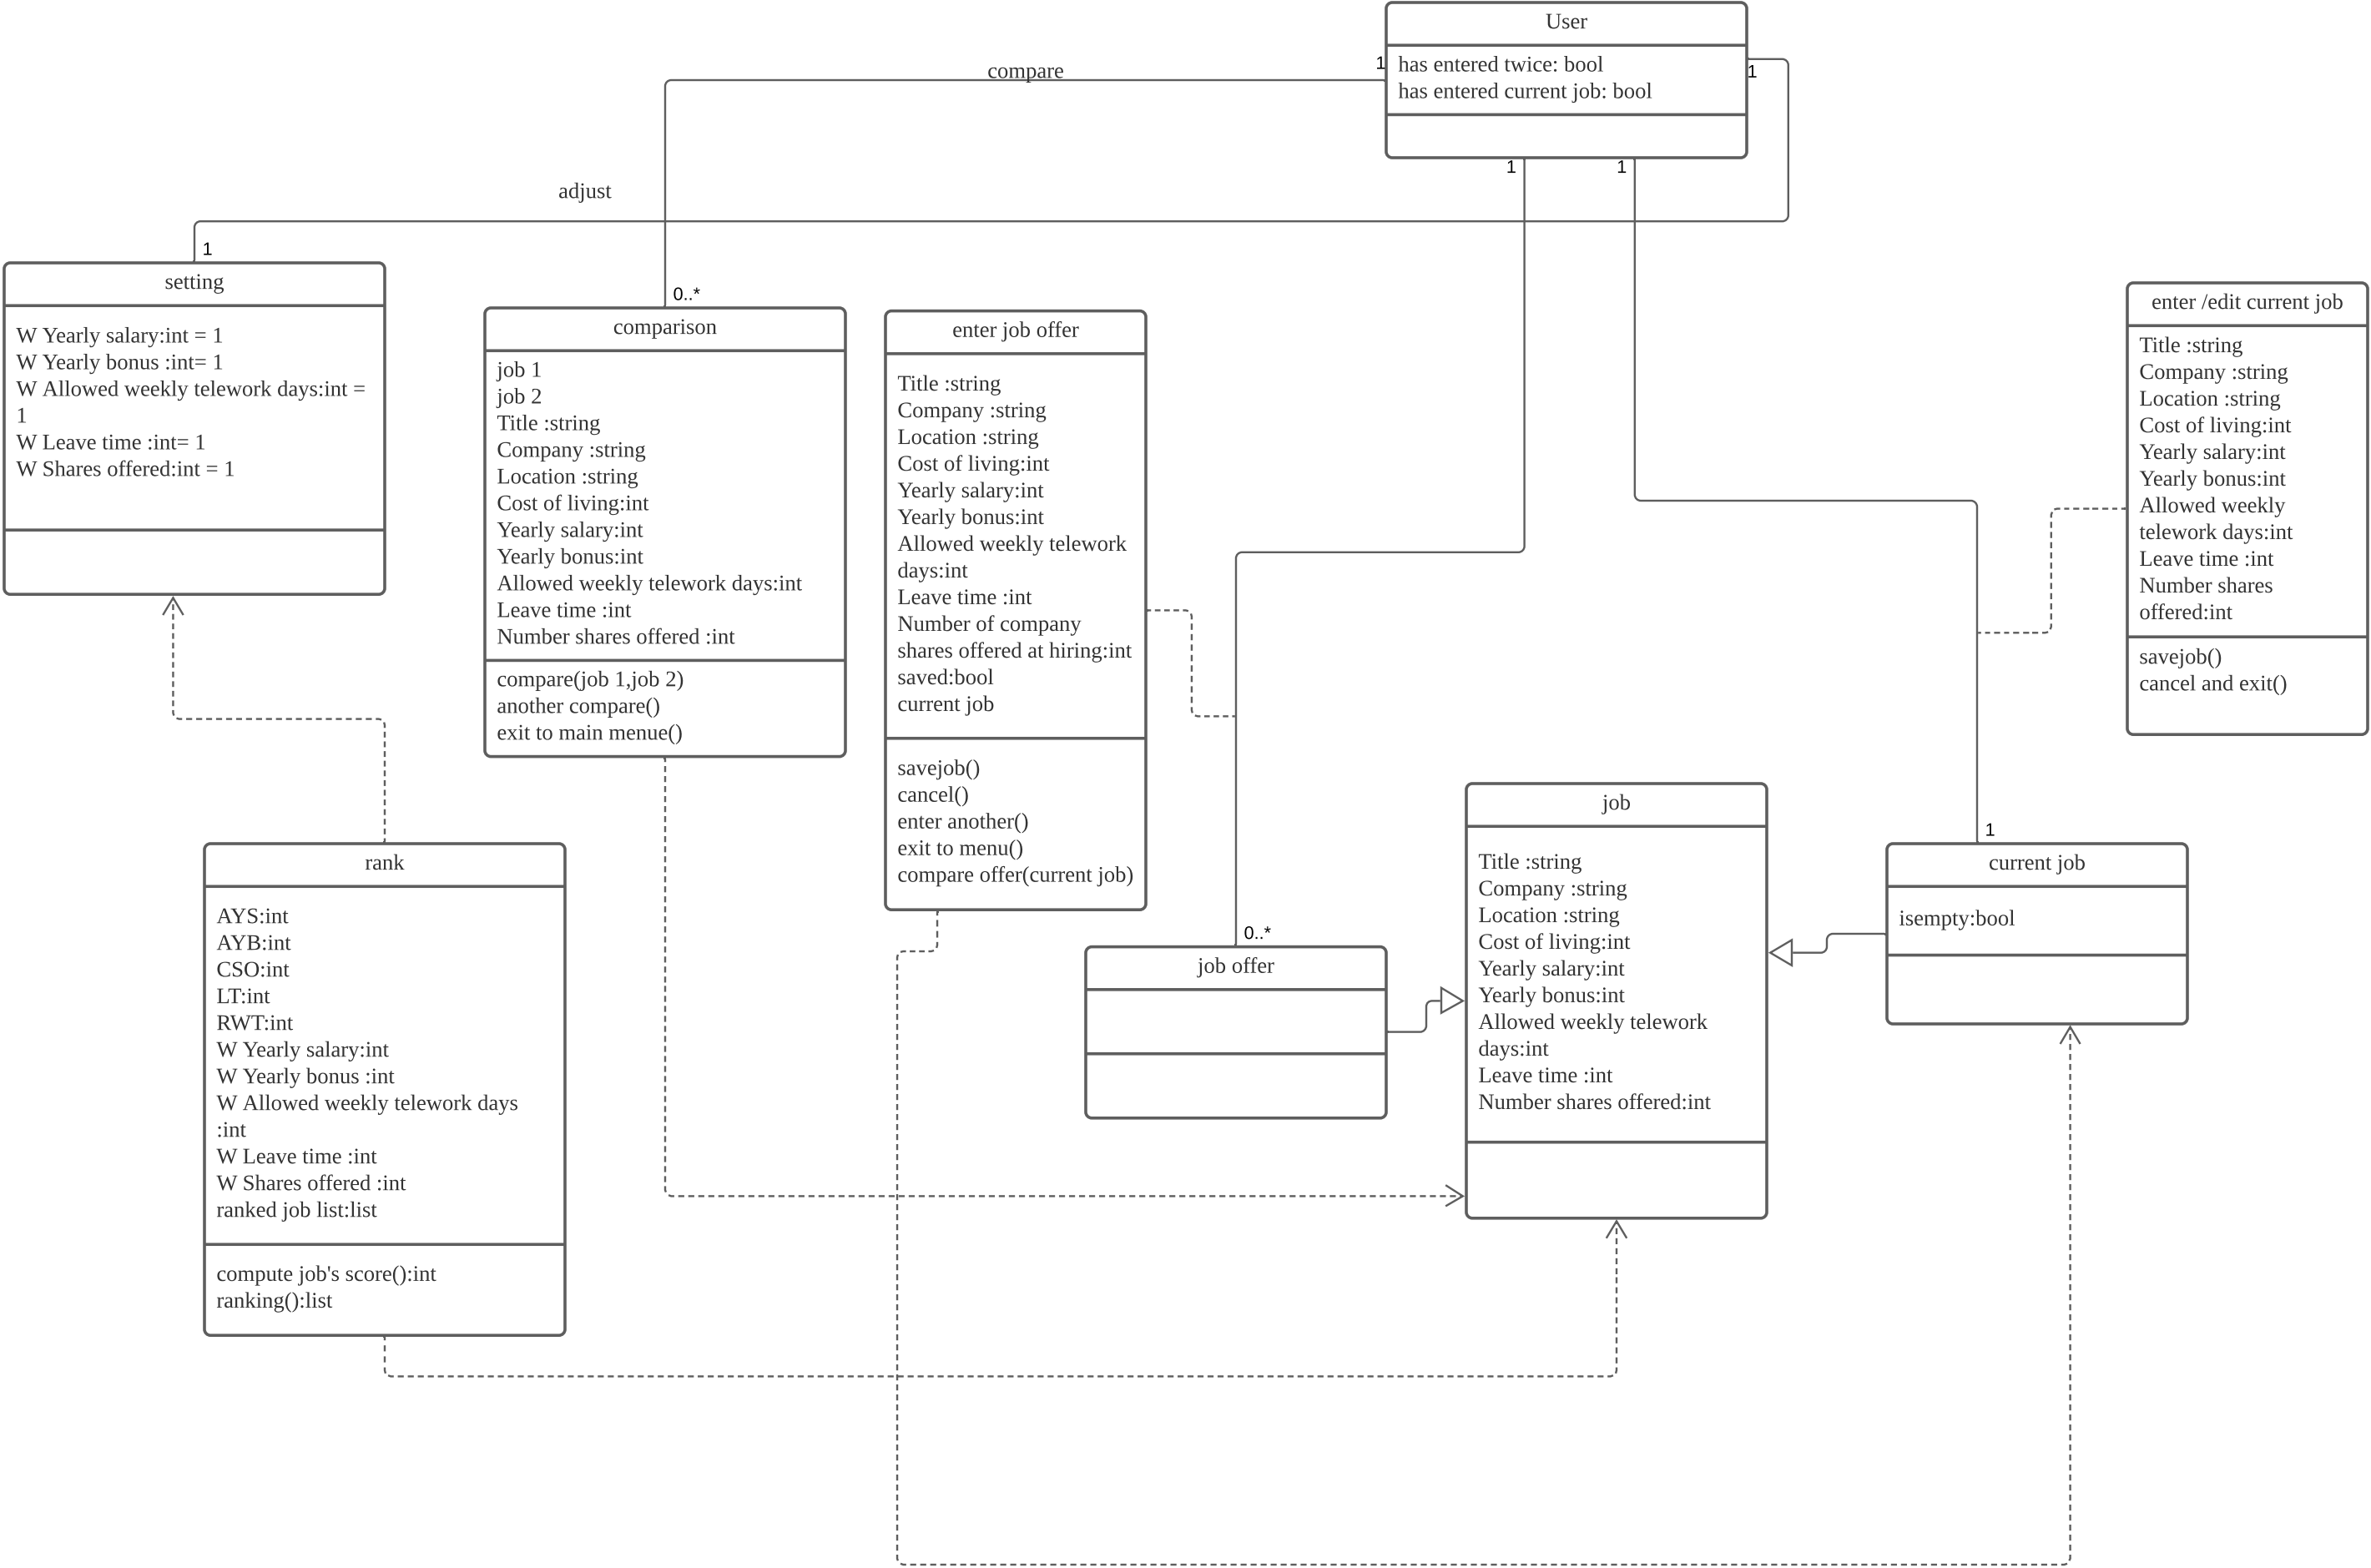 User
has entered twice: bool
has entered current job: bool
1
1
1
1
compare
adjust
1
setting
W Yearly salary:int = 1
W Yearly bonus :int= 1
W Allowed weekly telework days:int =
1
W Leave time :int= 1
W Shares offered:int = 1
0..*
comparison
job 1
job 2
Title :string
Company :string
Location :string
Cost of living:int
Yearly salary:int
Yearly bonus:int
Allowed weekly telework days:int
Leave time :int
Number shares offered :int
compare(job 1,job 2)
another compare()
exit to main menue()
enter job offer
Title :string
Company :string
Location :string
Cost of living:int
Yearly salary:int
Yearly bonus:int
Allowed weekly telework
days:int
Leave time :int
Number of company
shares offered at hiring:int
saved:bool
current job
savejob()
cancel()
enter another()
exit to menu()
compare offer(current job)
enter /edit current job
Title :string
Company :string
Location :string
Cost of living:int
Yearly salary:int
Yearly bonus:int
Allowed weekly
telework days:int
Leave time :int
Number shares
offered:int
savejob()
cancel and exit()
rank
AYS:int
AYB:int
CSO:int
LT:int
RWT:int
W Yearly salary:int
W Yearly bonus :int
W Allowed weekly telework days
:int
W Leave time :int
W Shares offered :int
ranked job list:list
compute job's score():int
ranking():list
0..*
job offer
job
Title :string
Company :string
Location :string
Cost of living:int
Yearly salary:int
Yearly bonus:int
Allowed weekly telework
days:int
Leave time :int
Number shares offered:int
1
current job
isempty:bool